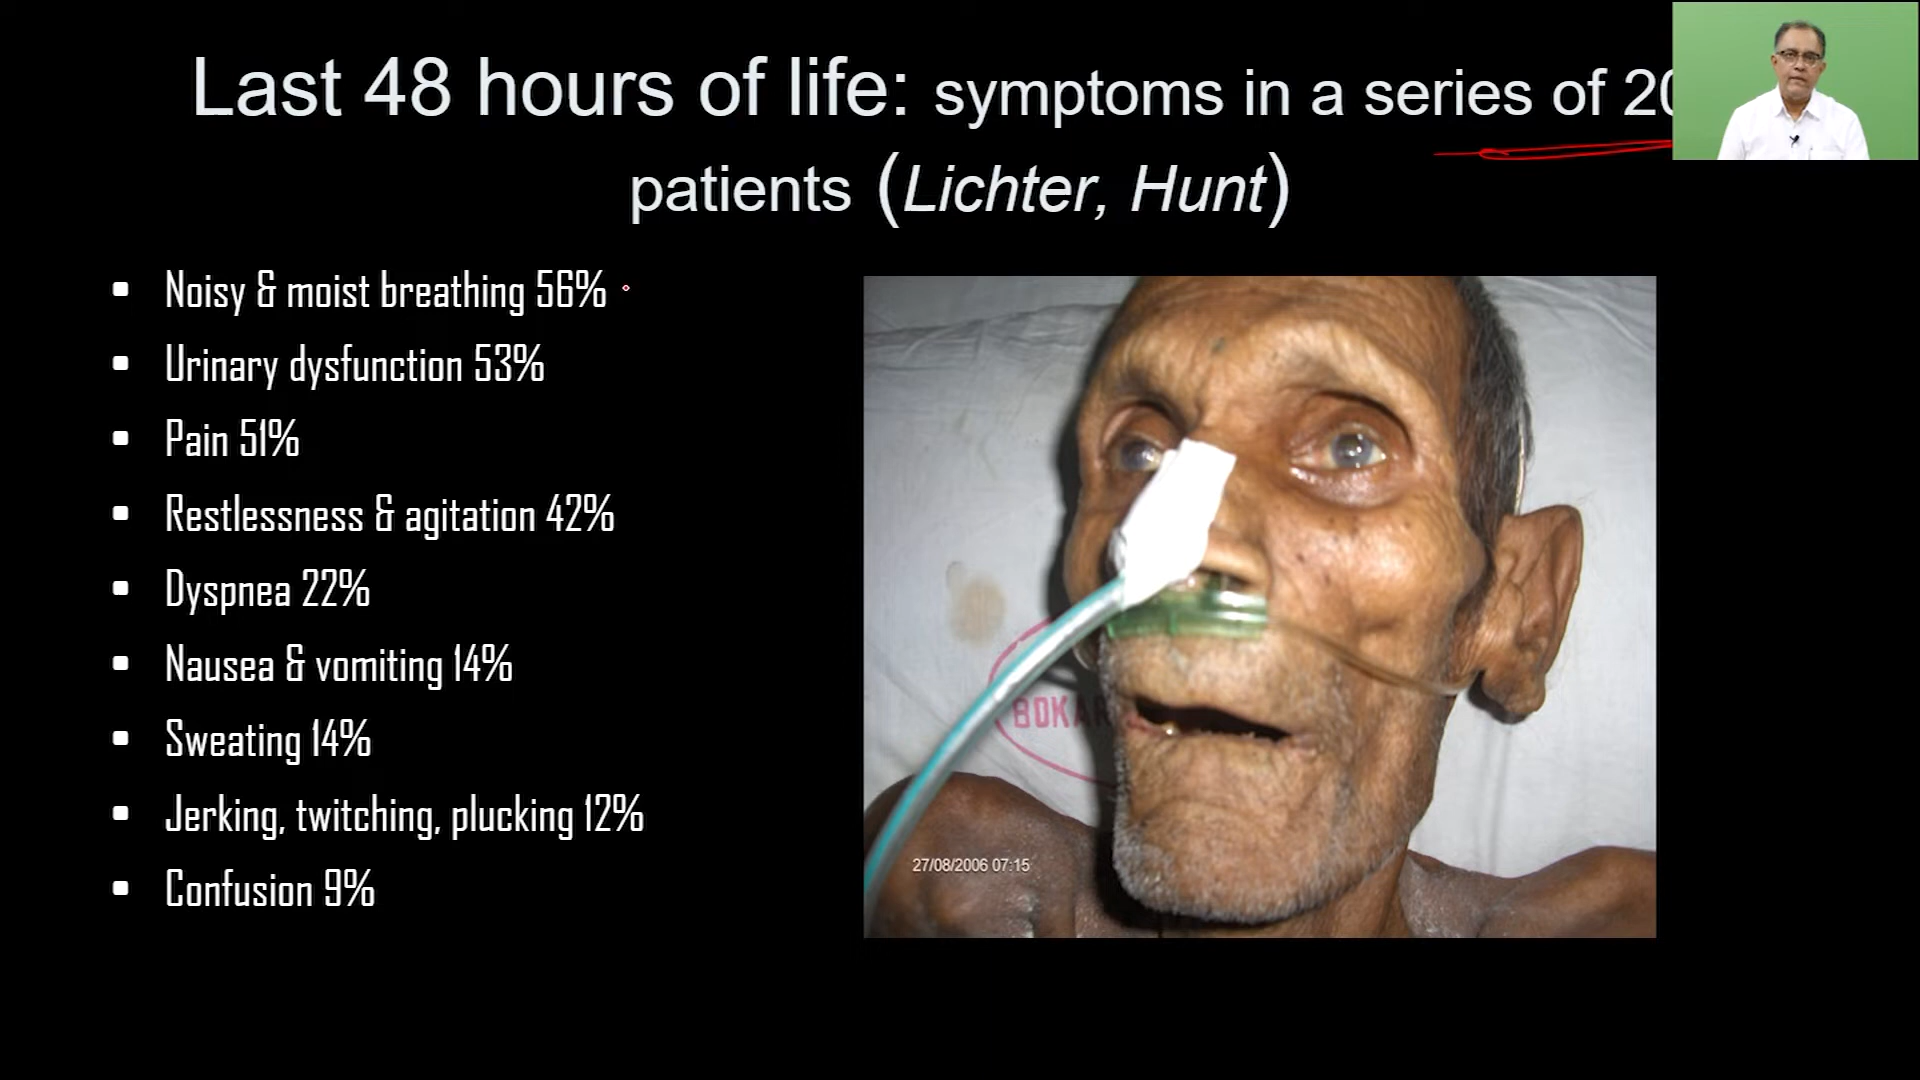 Last 48 hours of life: symptoms in a series of
patients (Lichter, Hunt)
▪ Noisy & moist breathing 56%
▪ Urinary dysfunction 53%
▪ Pain 51%
▪ Restlessness & agitation 42%
▪ Dyspnea 22%
▪ Nausea & vomiting 14%
▪ Sweating 14%
▪ Jerking, twitching, plucking 12%
▪ Confusion 9%
27/08/2006 07:15